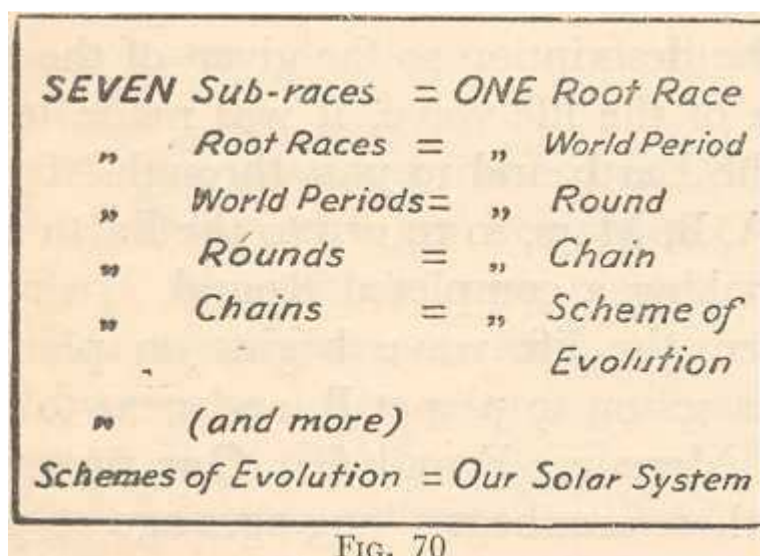 SEVEN Sub-races = ONE Root Race
„ Root Races = „ World Period
„ World Periods = „ Round
„ Rounds = „ Chain
„ Chains = „ Scheme of
Evolution
„ (and more)
Schemes of Evolution = Our Solar System
FIG. 70